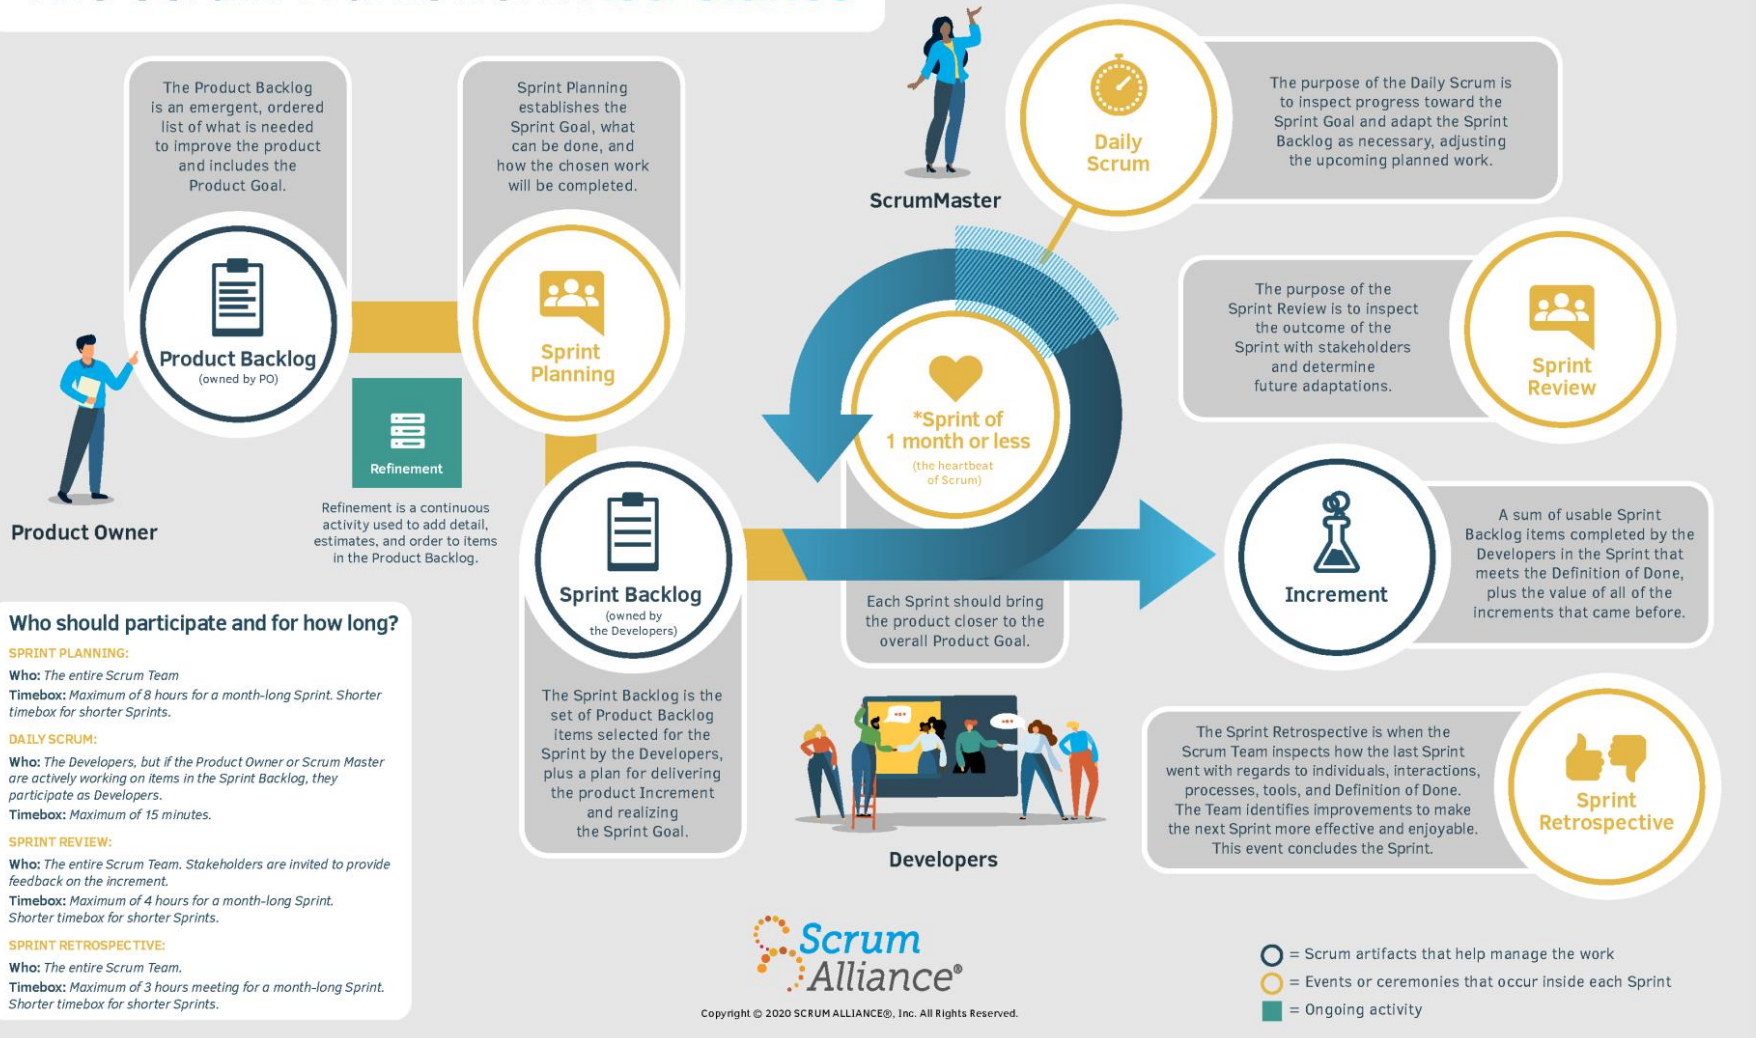 The Product Backlog
is an emergent, ordered
list of what is needed
to improve the product
and includes the
Product Goal.
Product Backlog
(owned by PO)
Product Owner
Sprint Planning
establishes the
Sprint Goal, what
can be done, and
how the chosen work
will be completed.
Sprint
Planning
Refinement
Refinement is a continuous
activity used to add detail,
estimates, and order to items
in the Product Backlog.
Sprint Backlog
(owned by
the Developers)
The Sprint Backlog is the
set of Product Backlog
items selected for the
Sprint by the Developers,
plus a plan for delivering
the product Increment
and realizing
the Sprint Goal.
ScrumMaster
Daily
Scrum
The purpose of the Daily Scrum is
to inspect progress toward the
Sprint Goal and adapt the Sprint
Backlog as necessary, adjusting
the upcoming planned work.
*Sprint of
1 month or less
(the heartbeat
of Scrum)
Each Sprint should bring
the product closer to the
overall Product Goal.
The purpose of the
Sprint Review is to inspect
the outcome of the
Sprint with stakeholders
and determine
future adaptations.
Sprint
Review
Increment
A sum of usable Sprint
Backlog items completed by the
Developers in the Sprint that
meets the Definition of Done,
plus the value of all of the
increments that came before.
Developers
The Sprint Retrospective is when the
Scrum Team inspects how the last Sprint
went with regards to individuals, interactions,
processes, tools, and Definition of Done.
The Team identifies improvements to make
the next Sprint more effective and enjoyable.
This event concludes the Sprint.
Sprint
Retrospective
Who should participate and for how long?
SPRINT PLANNING:
Who: The entire Scrum Team
Timebox: Maximum of 8 hours for a month-long Sprint. Shorter
timebox for shorter Sprints.
DAILY SCRUM:
Who: The Developers, but if the Product Owner or Scrum Master
are actively working on items in the Sprint Backlog, they
participate as Developers.
Timebox: Maximum of 15 minutes.
SPRINT REVIEW:
Who: The entire Scrum Team. Stakeholders are invited to provide
feedback on the increment.
Timebox: Maximum of 4 hours for a month-long Sprint.
Shorter timebox for shorter Sprints.
SPRINT RETROSPECTIVE:
Who: The entire Scrum Team.
Timebox: Maximum of 3 hours meeting for a month-long Sprint.
Shorter timebox for shorter Sprints.
Scrum
Alliance®
Copyright © 2020 SCRUM ALLIANCE®, Inc. All Rights Reserved.
= Scrum artifacts that help manage the work
= Events or ceremonies that occur inside each Sprint
= Ongoing activity